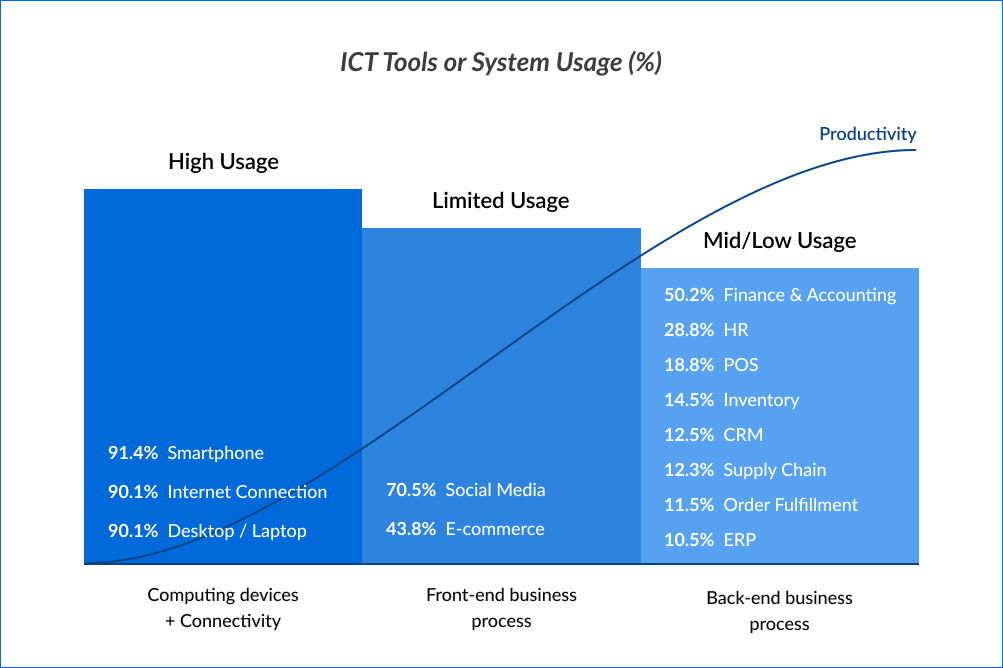 ICT Tools or System Usage (%)
Productivity
High Usage
Limited Usage
Mid/Low Usage
91.4% Smartphone
90.1% Internet Connection
90.1% Desktop / Laptop
70.5% Social Media
43.8% E-commerce
50.2% Finance & Accounting
28.8% HR
18.8% POS
14.5% Inventory
12.5% CRM
12.3% Supply Chain
11.5% Order Fulfillment
10.5% ERP
Computing devices
+ Connectivity
Front-end business
process
Back-end business
process